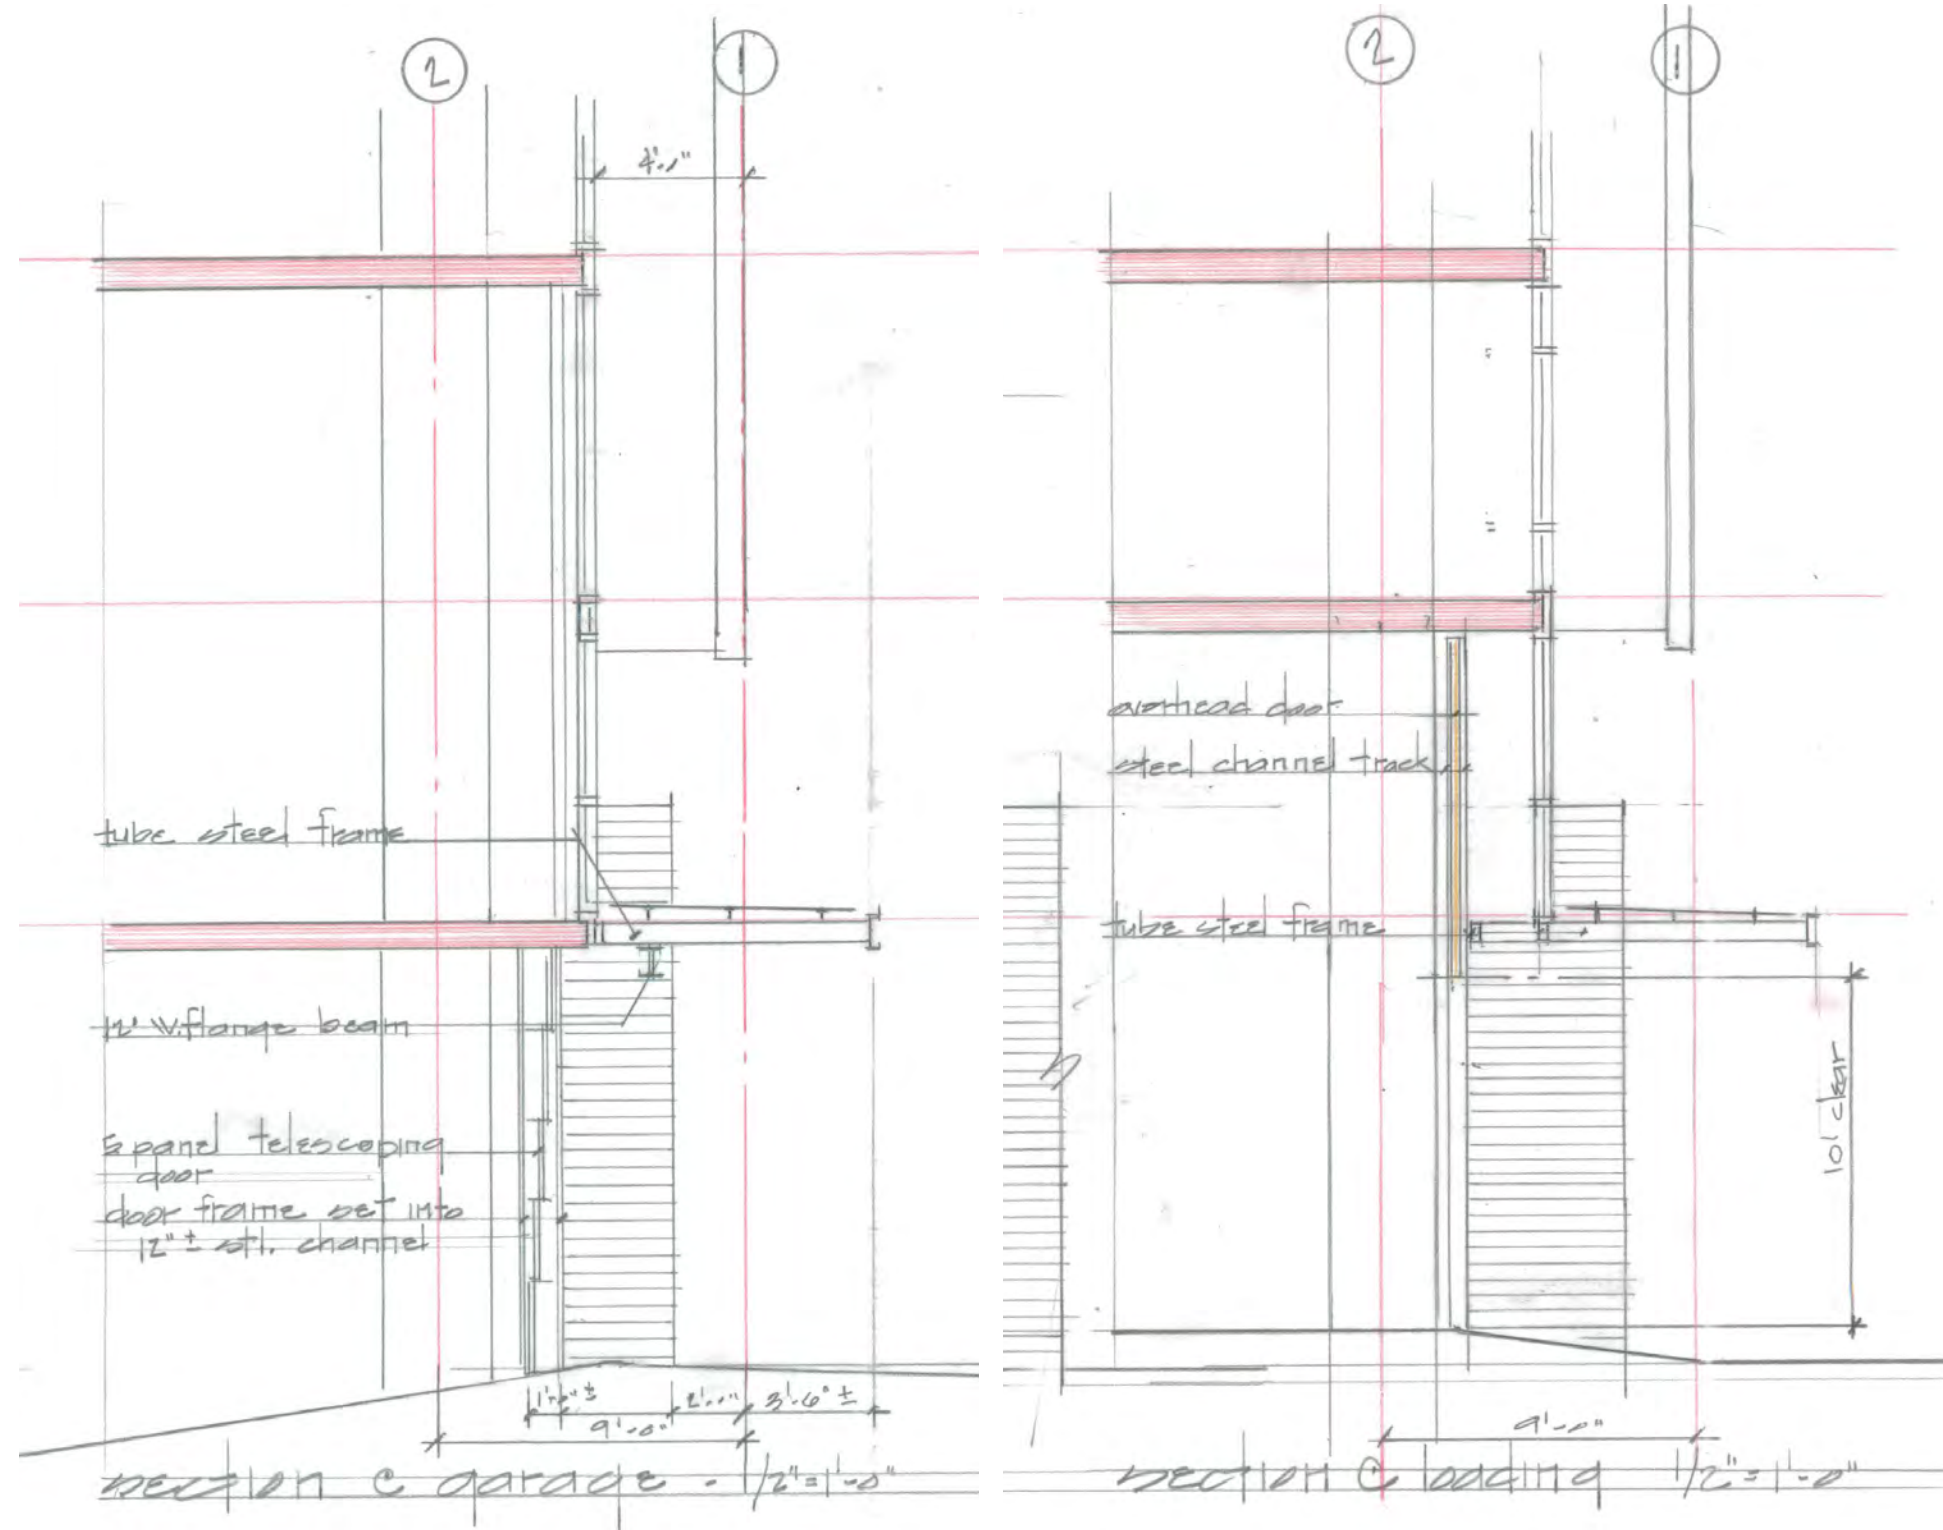 2
1
4'-0"
tube steel frame
12" W.flange beam
5 panel telescoping
door
door frame set into
12" ± stl. channel
1'-0" ±
2'-0"
3'-6" ±
9'-0"
section @ garage - 1/2"=1'-0"
2
1
=
=
overhead door
steel channel track
tube steel frame
10' clear
9'-0"
section @ loading 1/2"=1'-0"